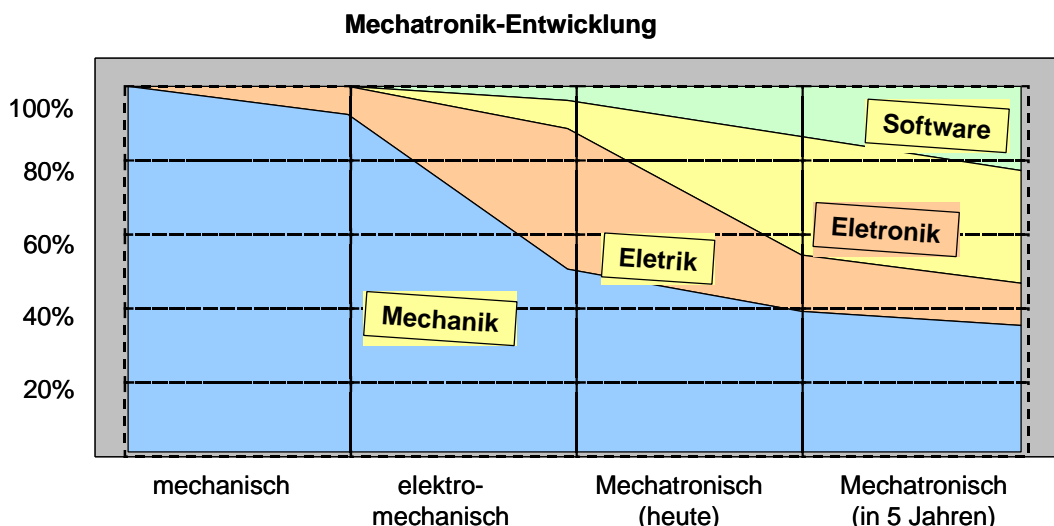 Mechatronik-Entwicklung
100%
80%
60%
40%
20%
Software
Eletronik
Eletrik
Mechanik
mechanisch
elektro-
mechanisch
Mechatronisch
(heute)
Mechatronisch
(in 5 Jahren)